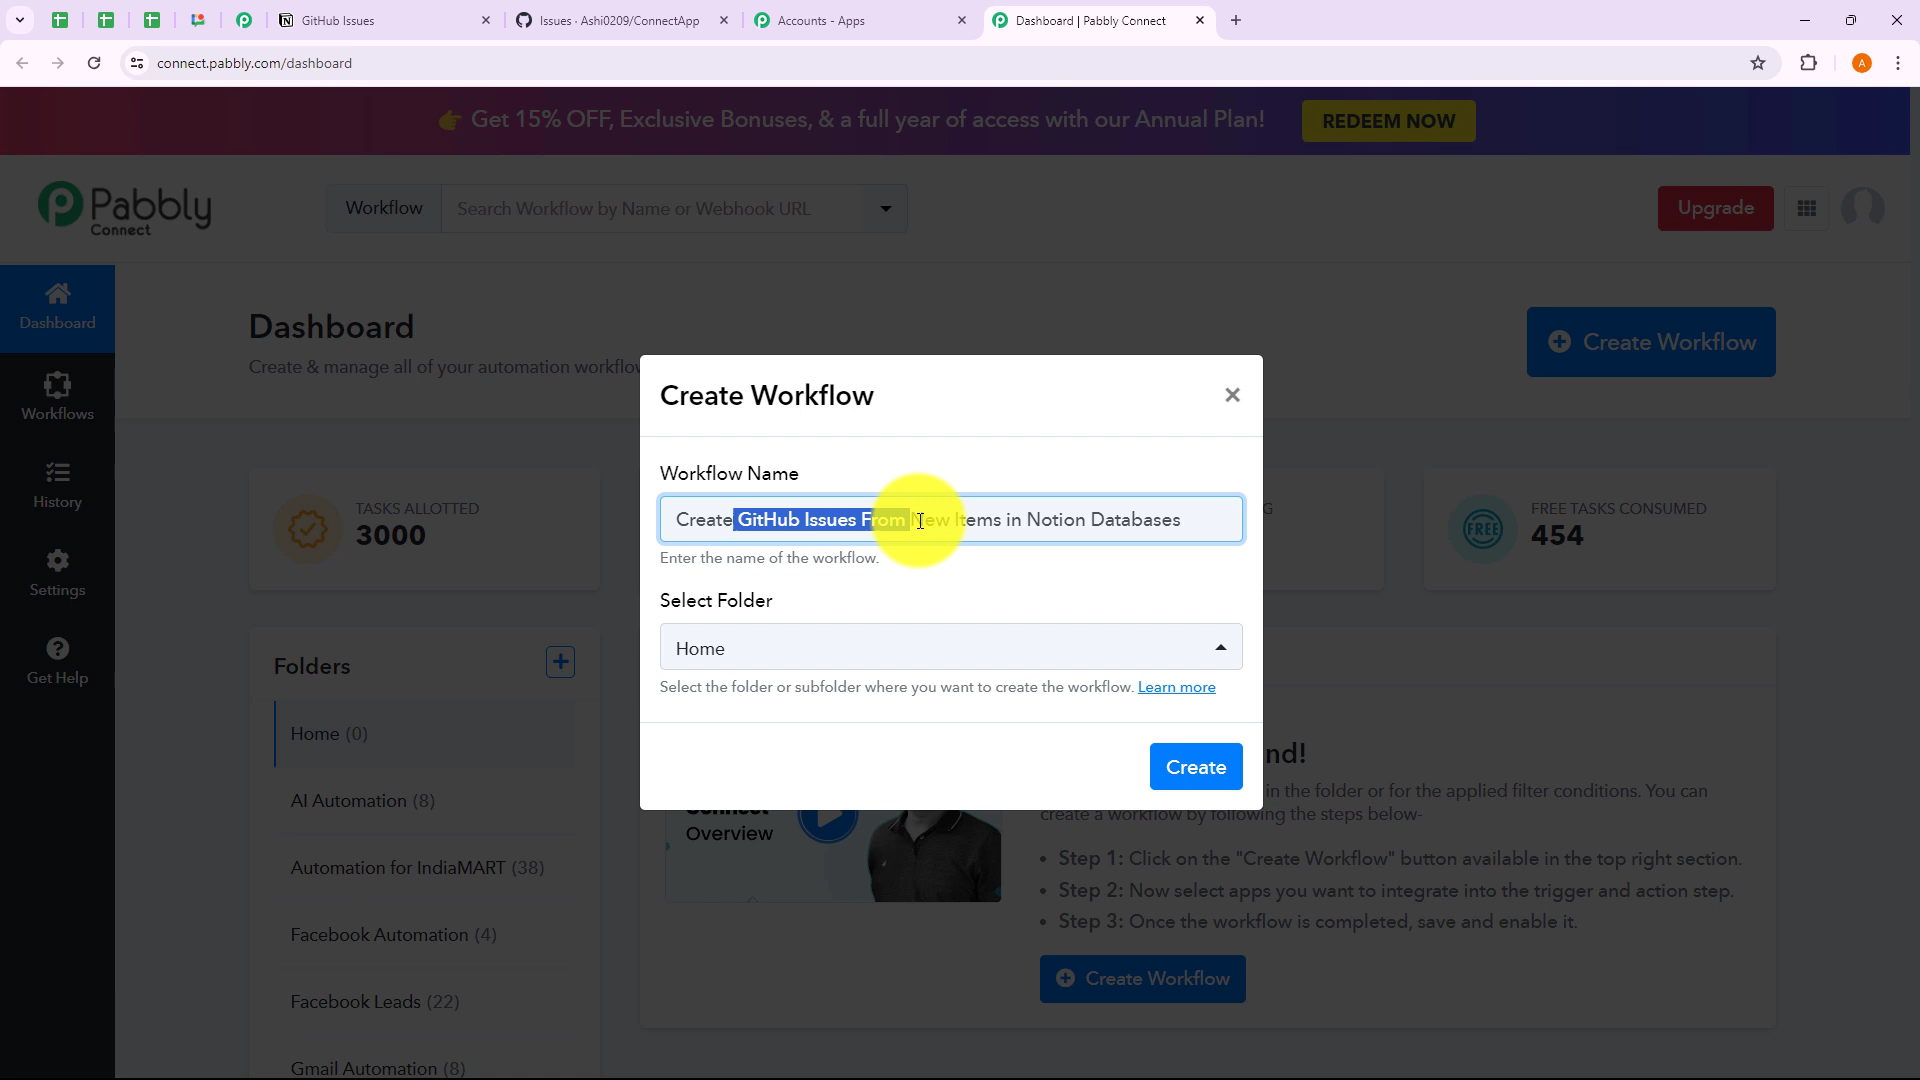 GitHub Issues
Issues · Ashi0209/ConnectApp
Accounts - Apps
Dashboard | Pabbly Connect
connect.pabbly.com/dashboard
A
👉 Get 15% OFF, Exclusive Bonuses, & a full year of access with our Annual Plan!
REDEEM NOW
Pabbly
Connect
Workflow
Search Workflow by Name or Webhook URL
Upgrade
Dashboard
Workflows
History
Settings
Get Help
Dashboard
Create & manage all of your automation workflo
Create Workflow
TASKS ALLOTTED
3000
G
FREE
FREE TASKS CONSUMED
454
Create Workflow
Workflow Name
Create GitHub Issues From New Items in Notion Databases
Enter the name of the workflow.
Select Folder
Home
Select the folder or subfolder where you want to create the workflow. Learn more
Create
Folders
Home (0)
AI Automation (8)
Automation for IndiaMART (38)
Facebook Automation (4)
Facebook Leads (22)
Gmail Automation (8)
Connect
Overview
nd!
in the folder or for the applied filter conditions. You can
create a workflow by following the steps below-
• Step 1: Click on the "Create Workflow" button available in the top right section.
• Step 2: Now select apps you want to integrate into the trigger and action step.
• Step 3: Once the workflow is completed, save and enable it.
Create Workflow